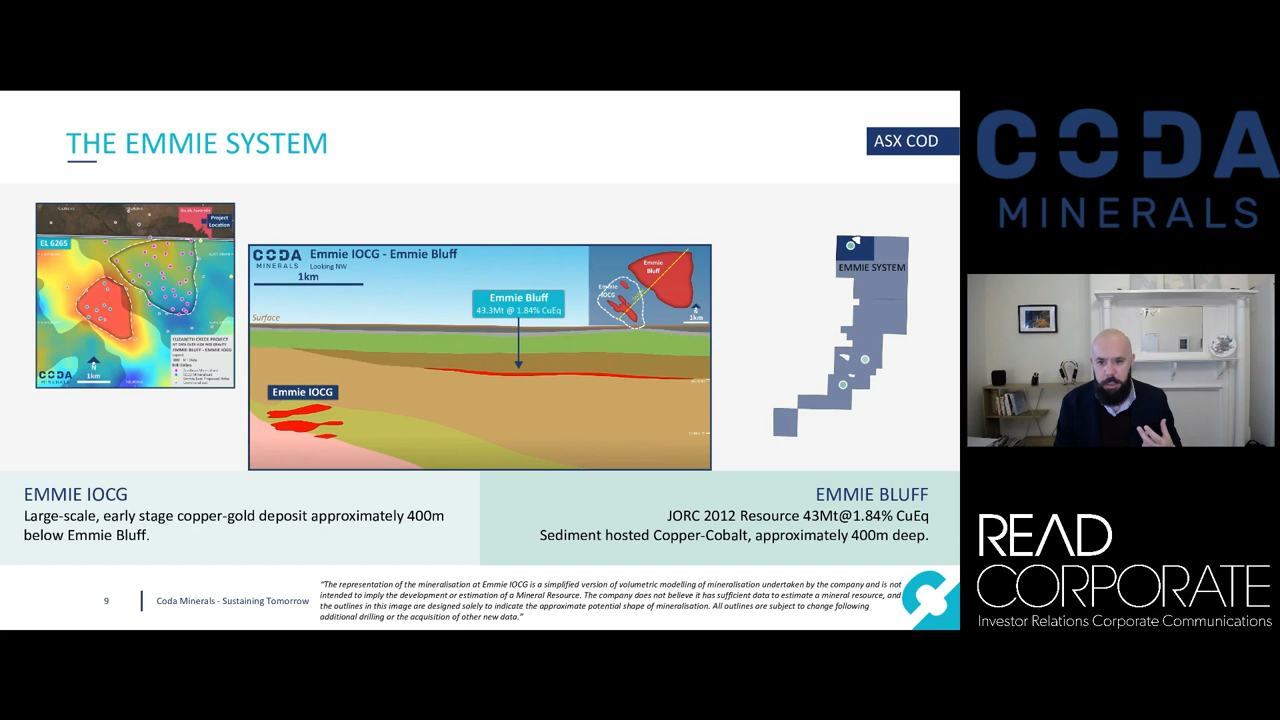 THE EMMIE SYSTEM
ASX COD
CODA
MINERALS
Project
Location
EL 6265
1km
CODA
MINERALS
N
1km
CODA
MINERALS
Emmie IOCG - Emmie Bluff
Looking NW
1km
Surface
Emmie Bluff
43.3Mt @ 1.84% CuEq
Emmie
Bluff
Emmie
IOCG
N
1km
Emmie IOCG
EMMIE SYSTEM
EMMIE IOCG
Large-scale, early stage copper-gold deposit approximately 400m
below Emmie Bluff.
EMMIE BLUFF
JORC 2012 Resource 43Mt@1.84% CuEq
Sediment hosted Copper-Cobalt, approximately 400m deep.
9
Coda Minerals - Sustaining Tomorrow
"The representation of the mineralisation at Emmie IOCG is a simplified version of volumetric modelling of mineralisation undertaken by the company and is not
intended to imply the development or estimation of a Mineral Resource. The company does not believe it has sufficient data to estimate a mineral resource, and
the outlines in this image are designed solely to indicate the approximate potential shape of mineralisation. All outlines are subject to change following
additional drilling or the acquisition of other new data."
READ
CORPORATE
Investor Relations Corporate Communications